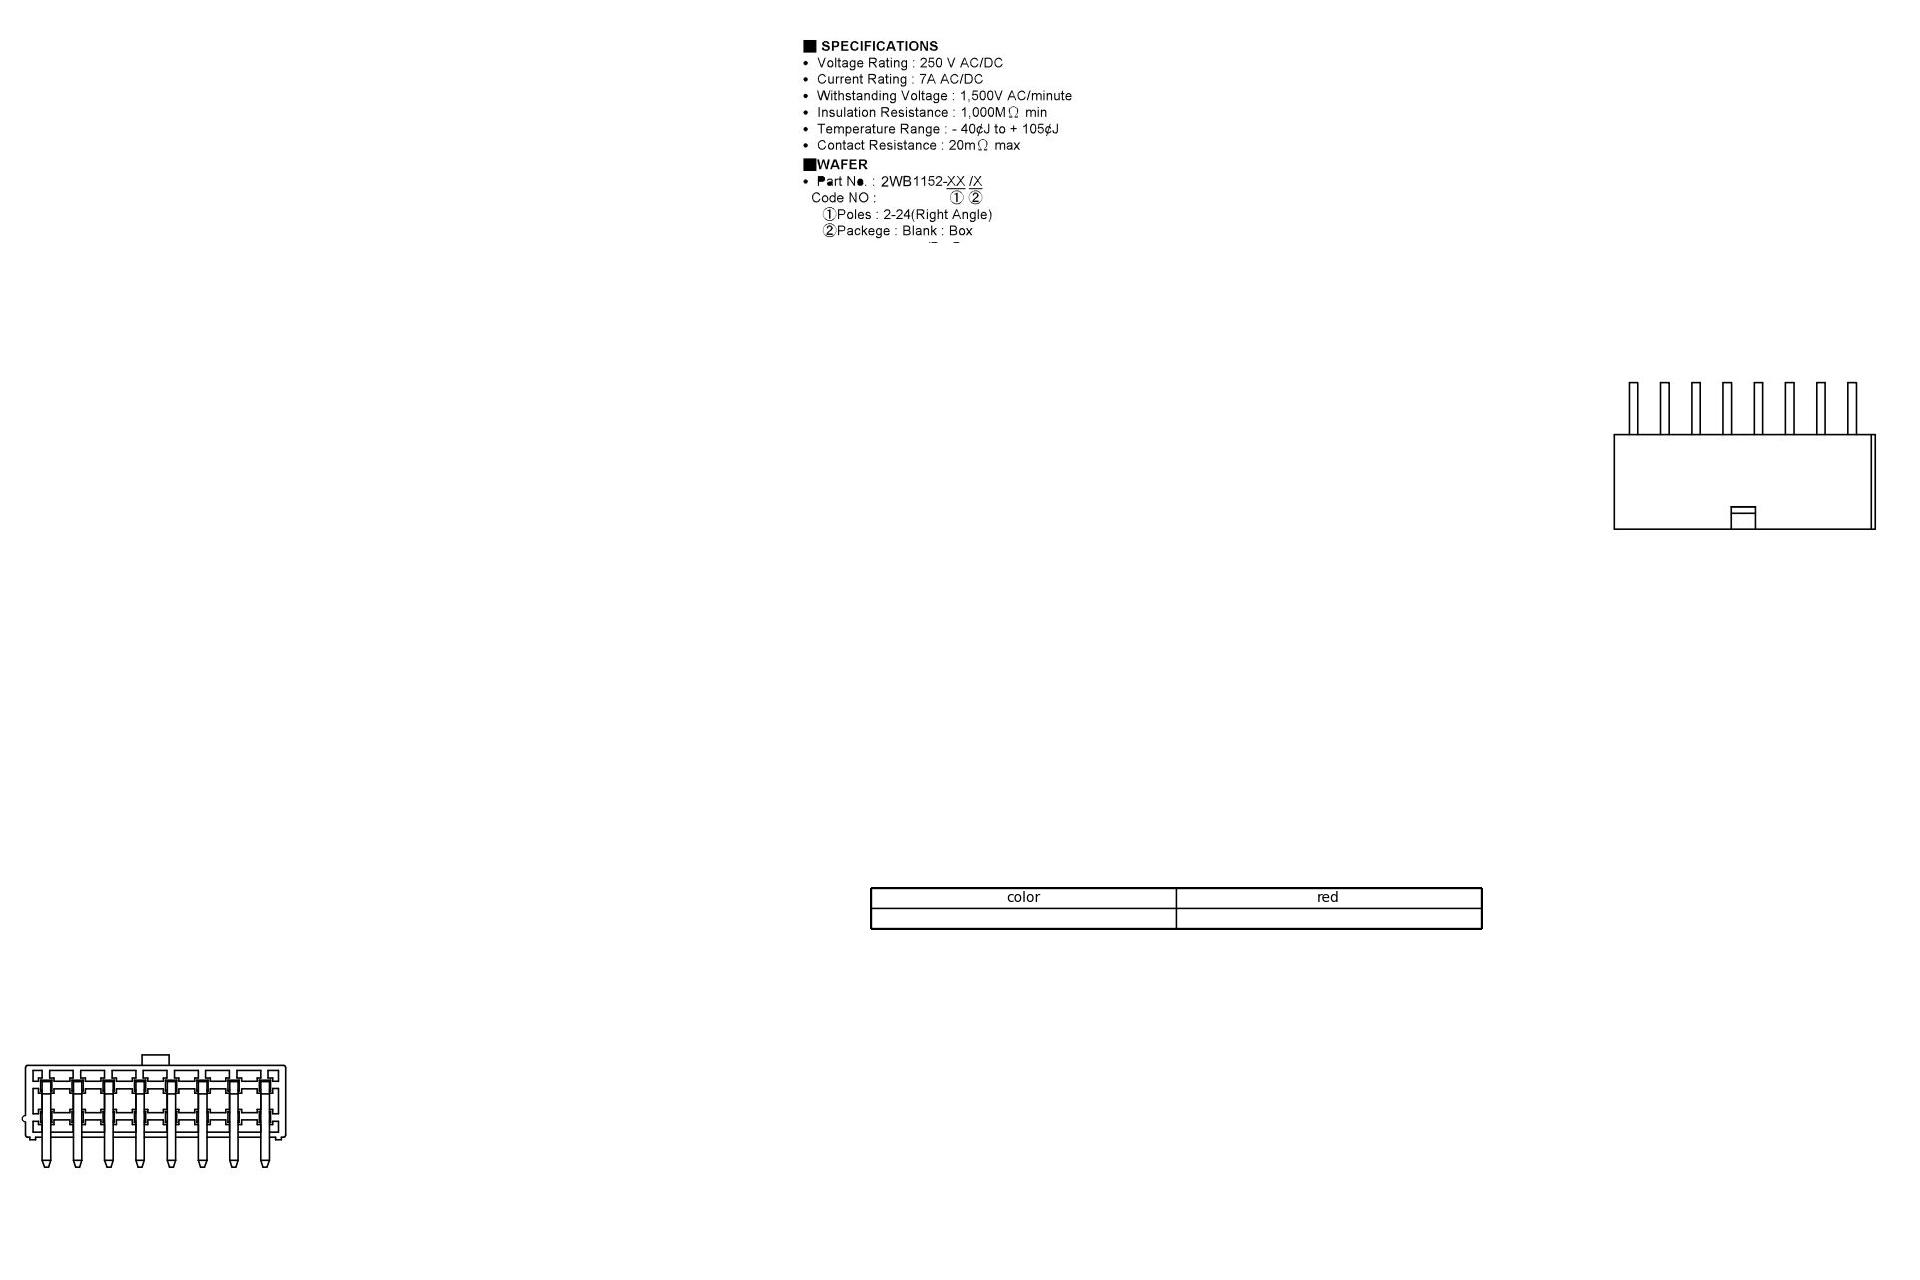 ■ SPECIFICATIONS
• Voltage Rating : 250 V AC/DC
• Current Rating : 7A AC/DC
• Withstanding Voltage : 1,500V AC/minute
• Insulation Resistance : 1,000MΩ min
• Temperature Range : - 40¢J to + 105¢J
• Contact Resistance : 20mΩ max
■WAFER
• Part No. : 2WB1152-XX /X
Code NO : ① ②
①Poles : 2-24(Right Angle)
②Packege : Blank : Box
color red